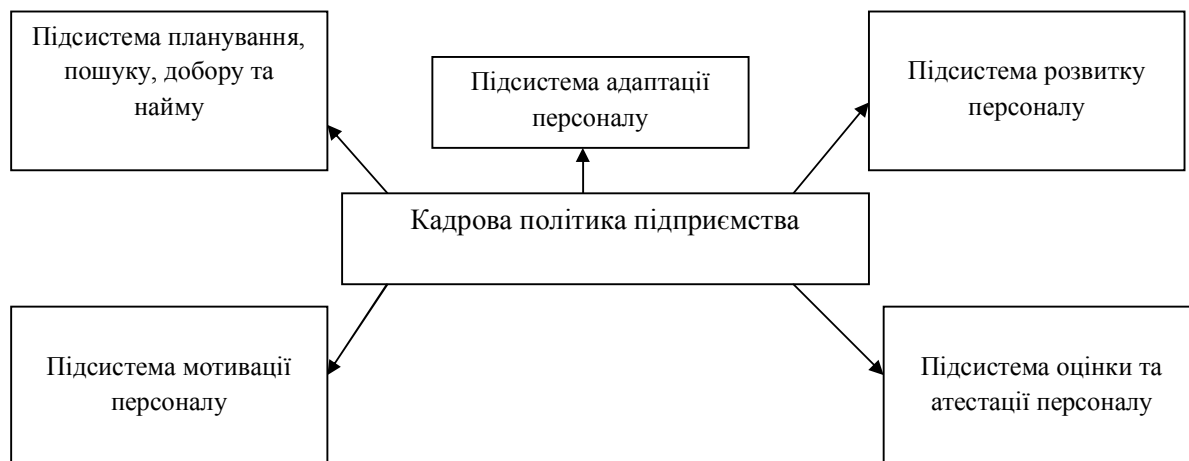 Підсистема планування,
пошуку, добору та
найму
Підсистема адаптації
персоналу
Підсистема розвитку
персоналу
Кадрова політика підприємства
Підсистема мотивації
персоналу
Підсистема оцінки та
атестації персоналу